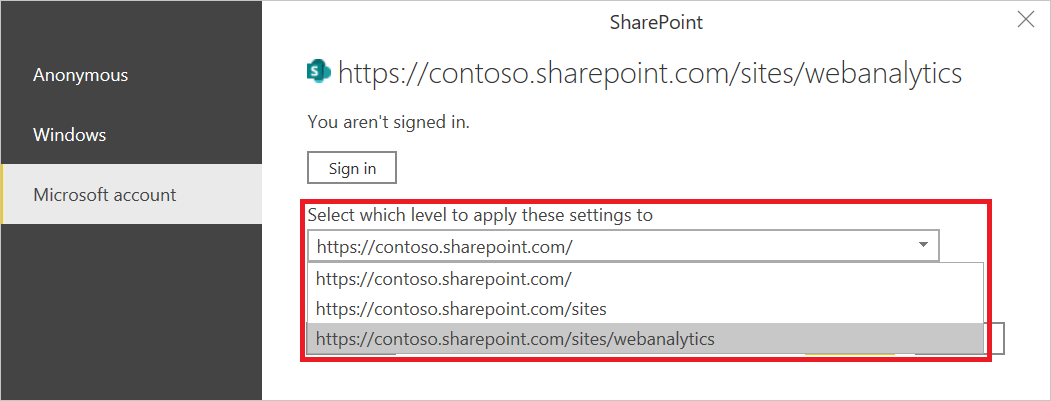 SharePoint
Anonymous
Windows
Microsoft account
https://contoso.sharepoint.com/sites/webanalytics
You aren't signed in.
Sign in
Select which level to apply these settings to
https://contoso.sharepoint.com/
https://contoso.sharepoint.com/
https://contoso.sharepoint.com/sites
https://contoso.sharepoint.com/sites/webanalytics